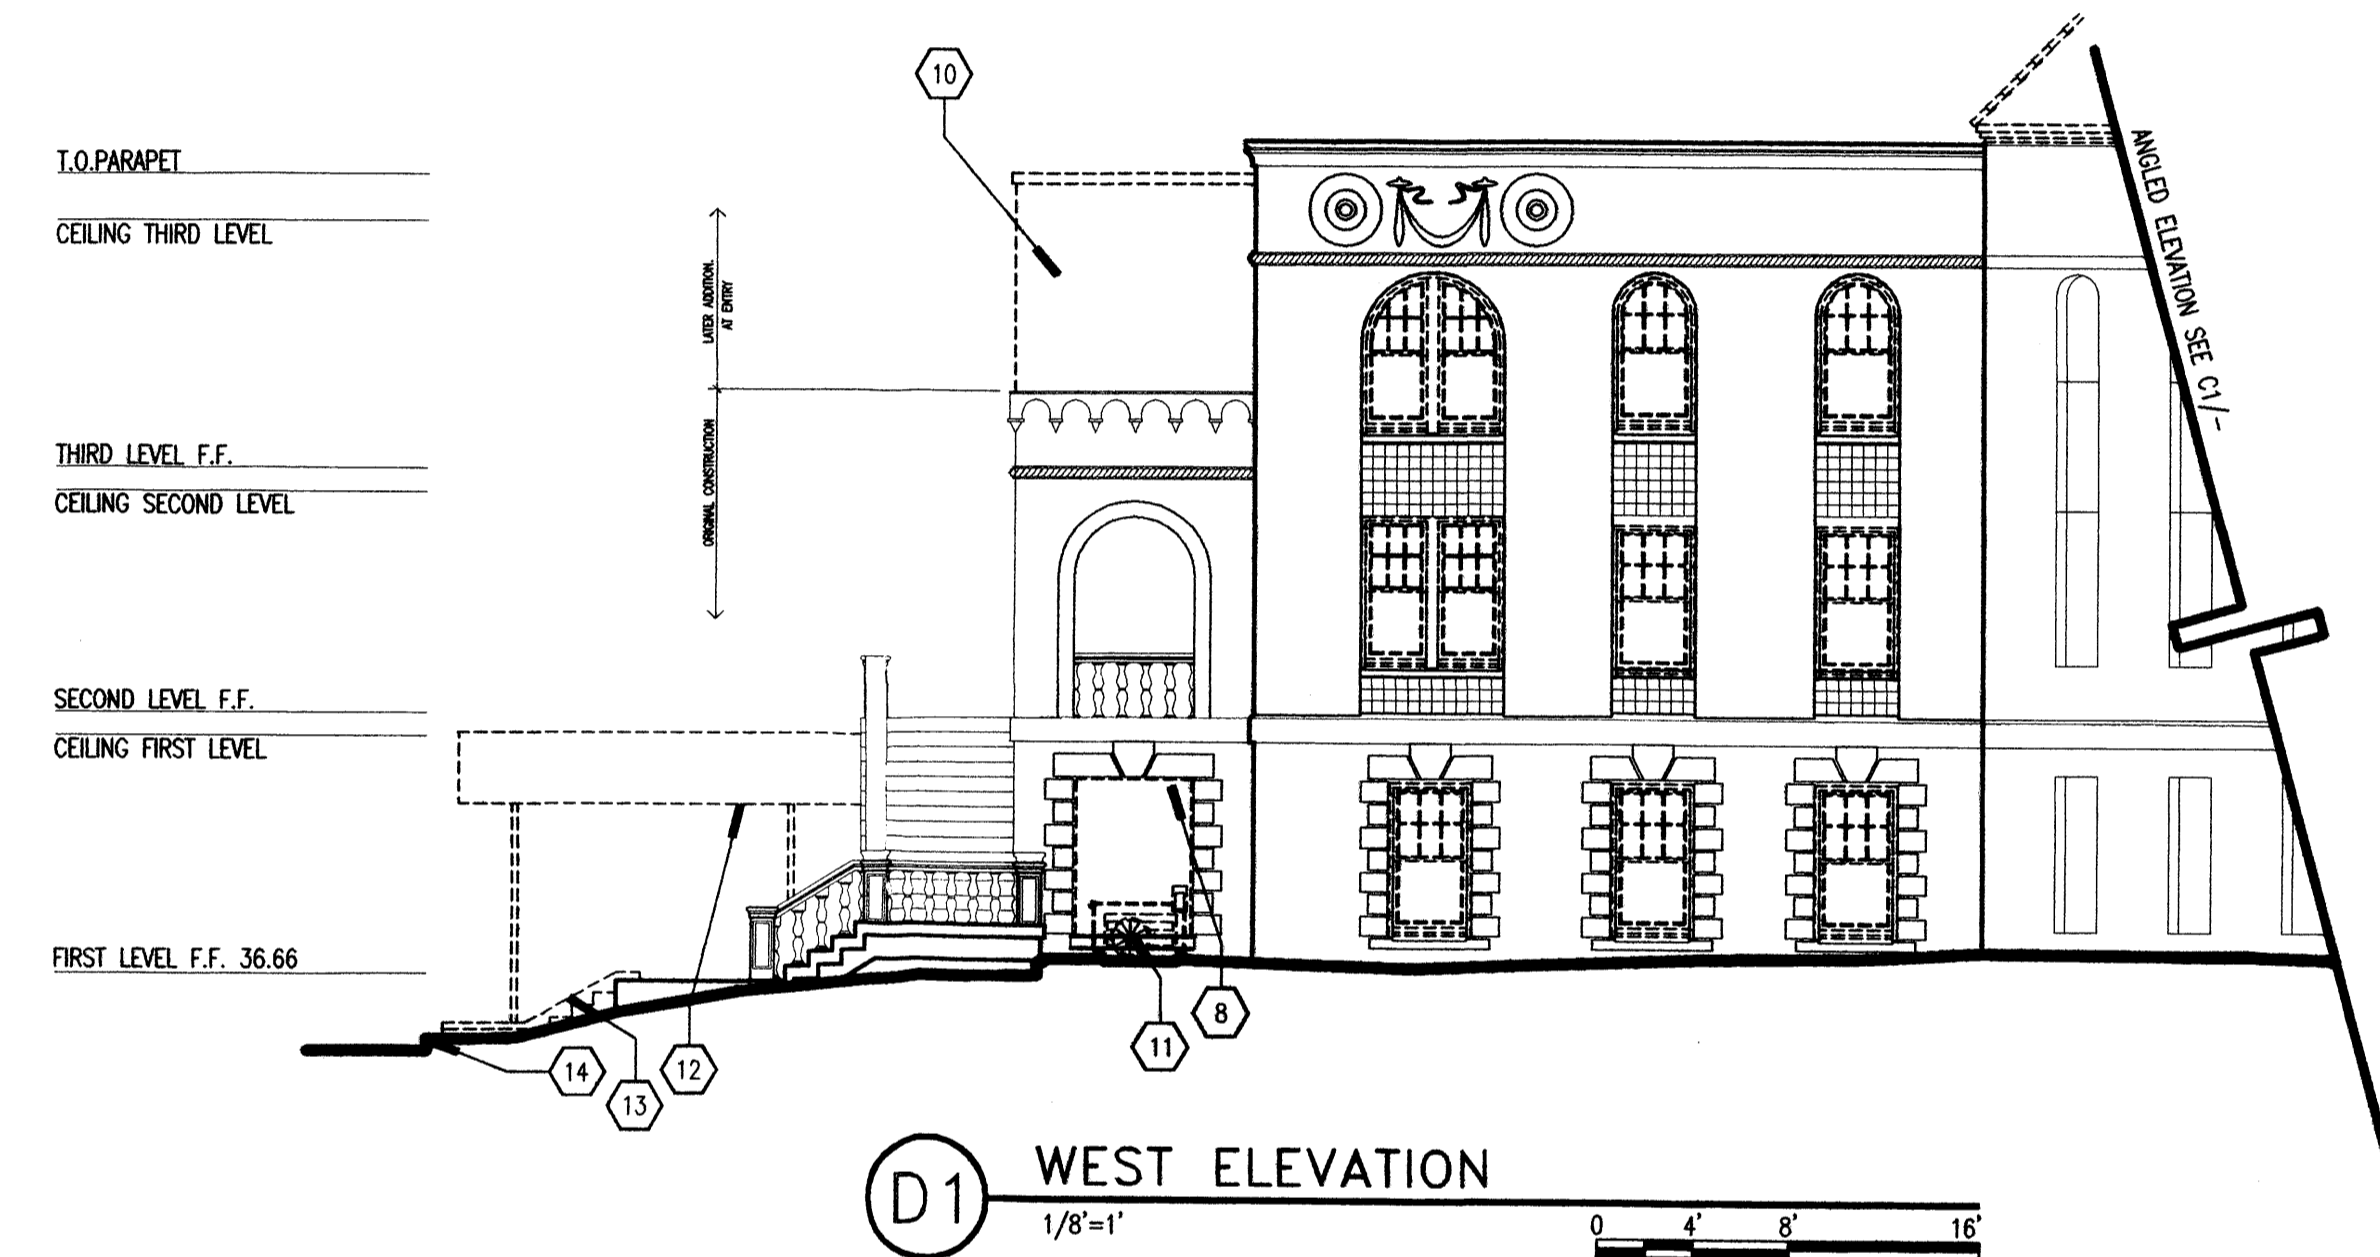 10
T.O.PARAPET
CEILING THIRD LEVEL
LATER ADDITION.
AT ENTRY
ANGLED ELEVATION SEE C1/-
THIRD LEVEL F.F.
CEILING SECOND LEVEL
ORIGINAL CONSTRUCTION
SECOND LEVEL F.F.
CEILING FIRST LEVEL
FIRST LEVEL F.F. 36.66
8
11
12
14
13
D1
WEST ELEVATION
1/8'=1'
0 4' 8' 16'